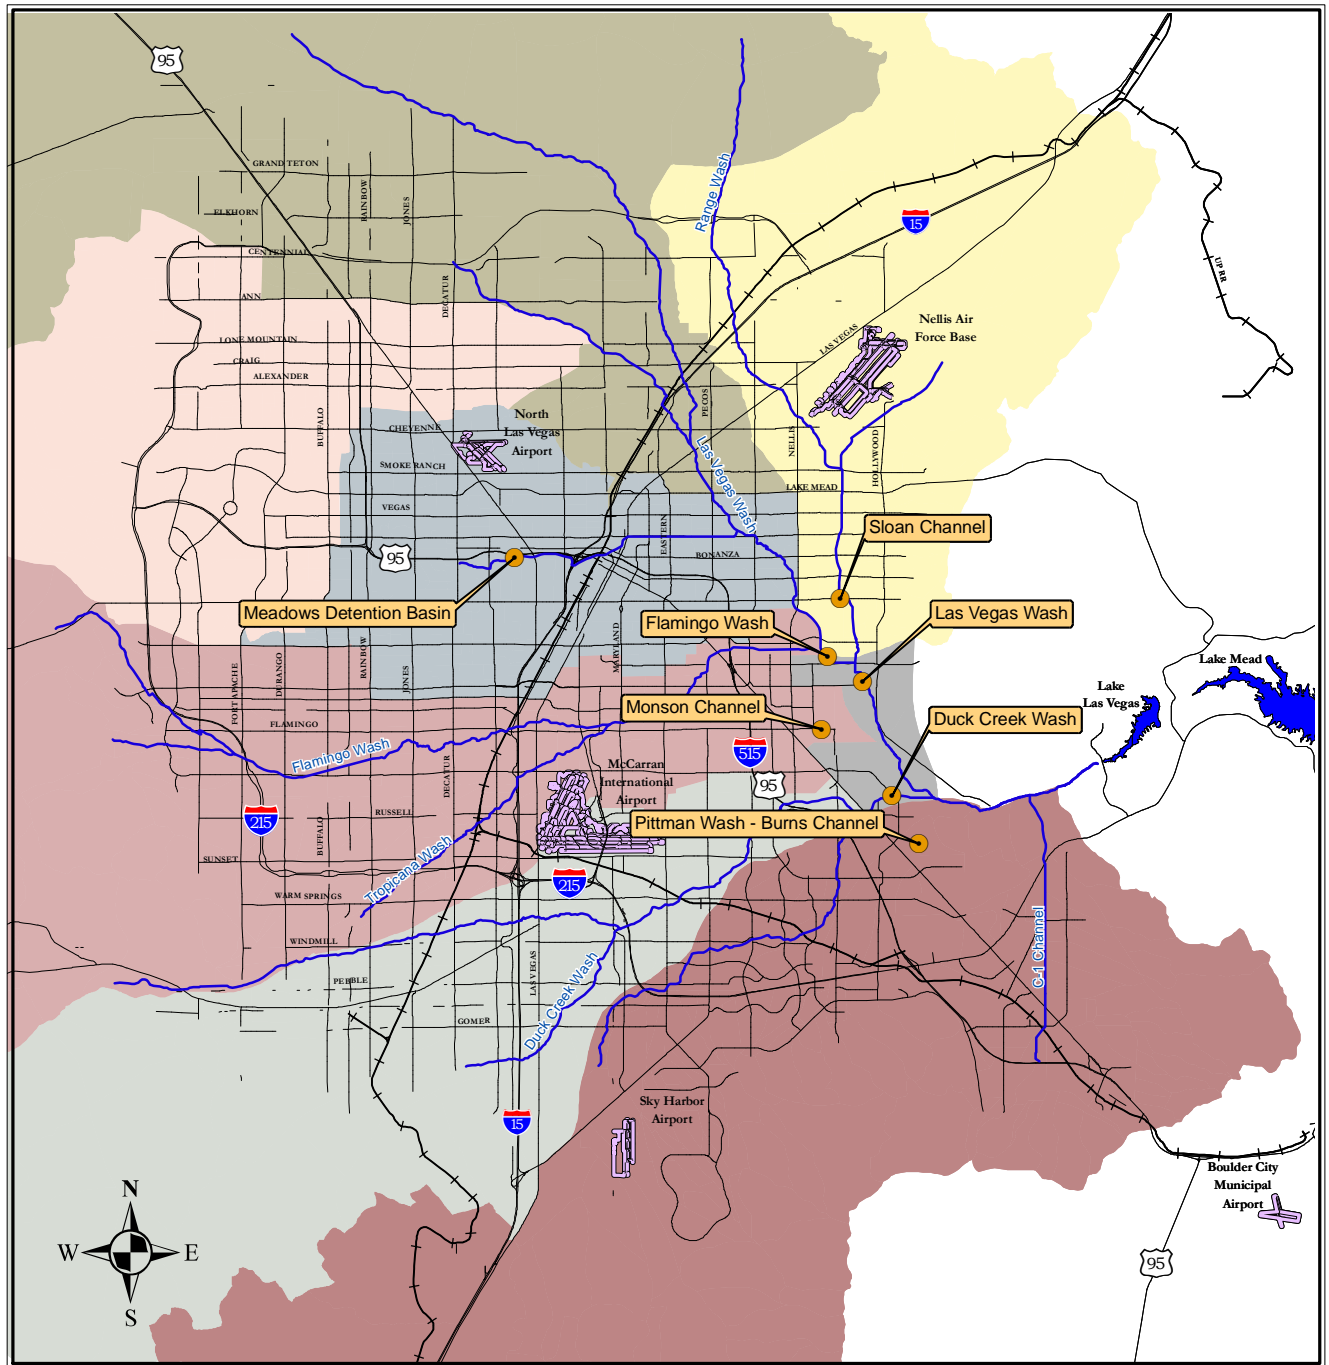 95
GRAND TETON
RAINBOW
JONES
ELKHORN
CENTENNIAL
Range Wash
15
UPRR
ANN
DECATUR
LONE MOUNTAIN
CRAIG
ALEXANDER
LAS VEGAS
Nellis Air
Force Base
BUFFALO
CHEYENNE
North
Las Vegas
Airport
PECOS
NELLIS
HOLLYWOOD
SMOKE RANCH
Las Vegas Wash
LAKE MEAD
VEGAS
EASTERN
BONANZA
95
Sloan Channel
Meadows Detention Basin
Flamingo Wash
Las Vegas Wash
MARYLAND
RAINBOW
JONES
DURANGO
FORT APACHE
Lake Mead
Lake
Las Vegas
Monson Channel
Duck Creek Wash
FLAMINGO
Flamingo Wash
515
95
DECATUR
McCarran
International
Airport
215
BUFFALO
RUSSELL
Pittman Wash - Burns Channel
SUNSET
Tropicana Wash
215
WARM SPRINGS
WINDMILL
PEBBLE
LAS VEGAS
Duck Creek Wash
C-1 Channel
GOMER
15
Sky Harbor
Airport
Boulder City
Municipal
Airport
95
N
W
E
S